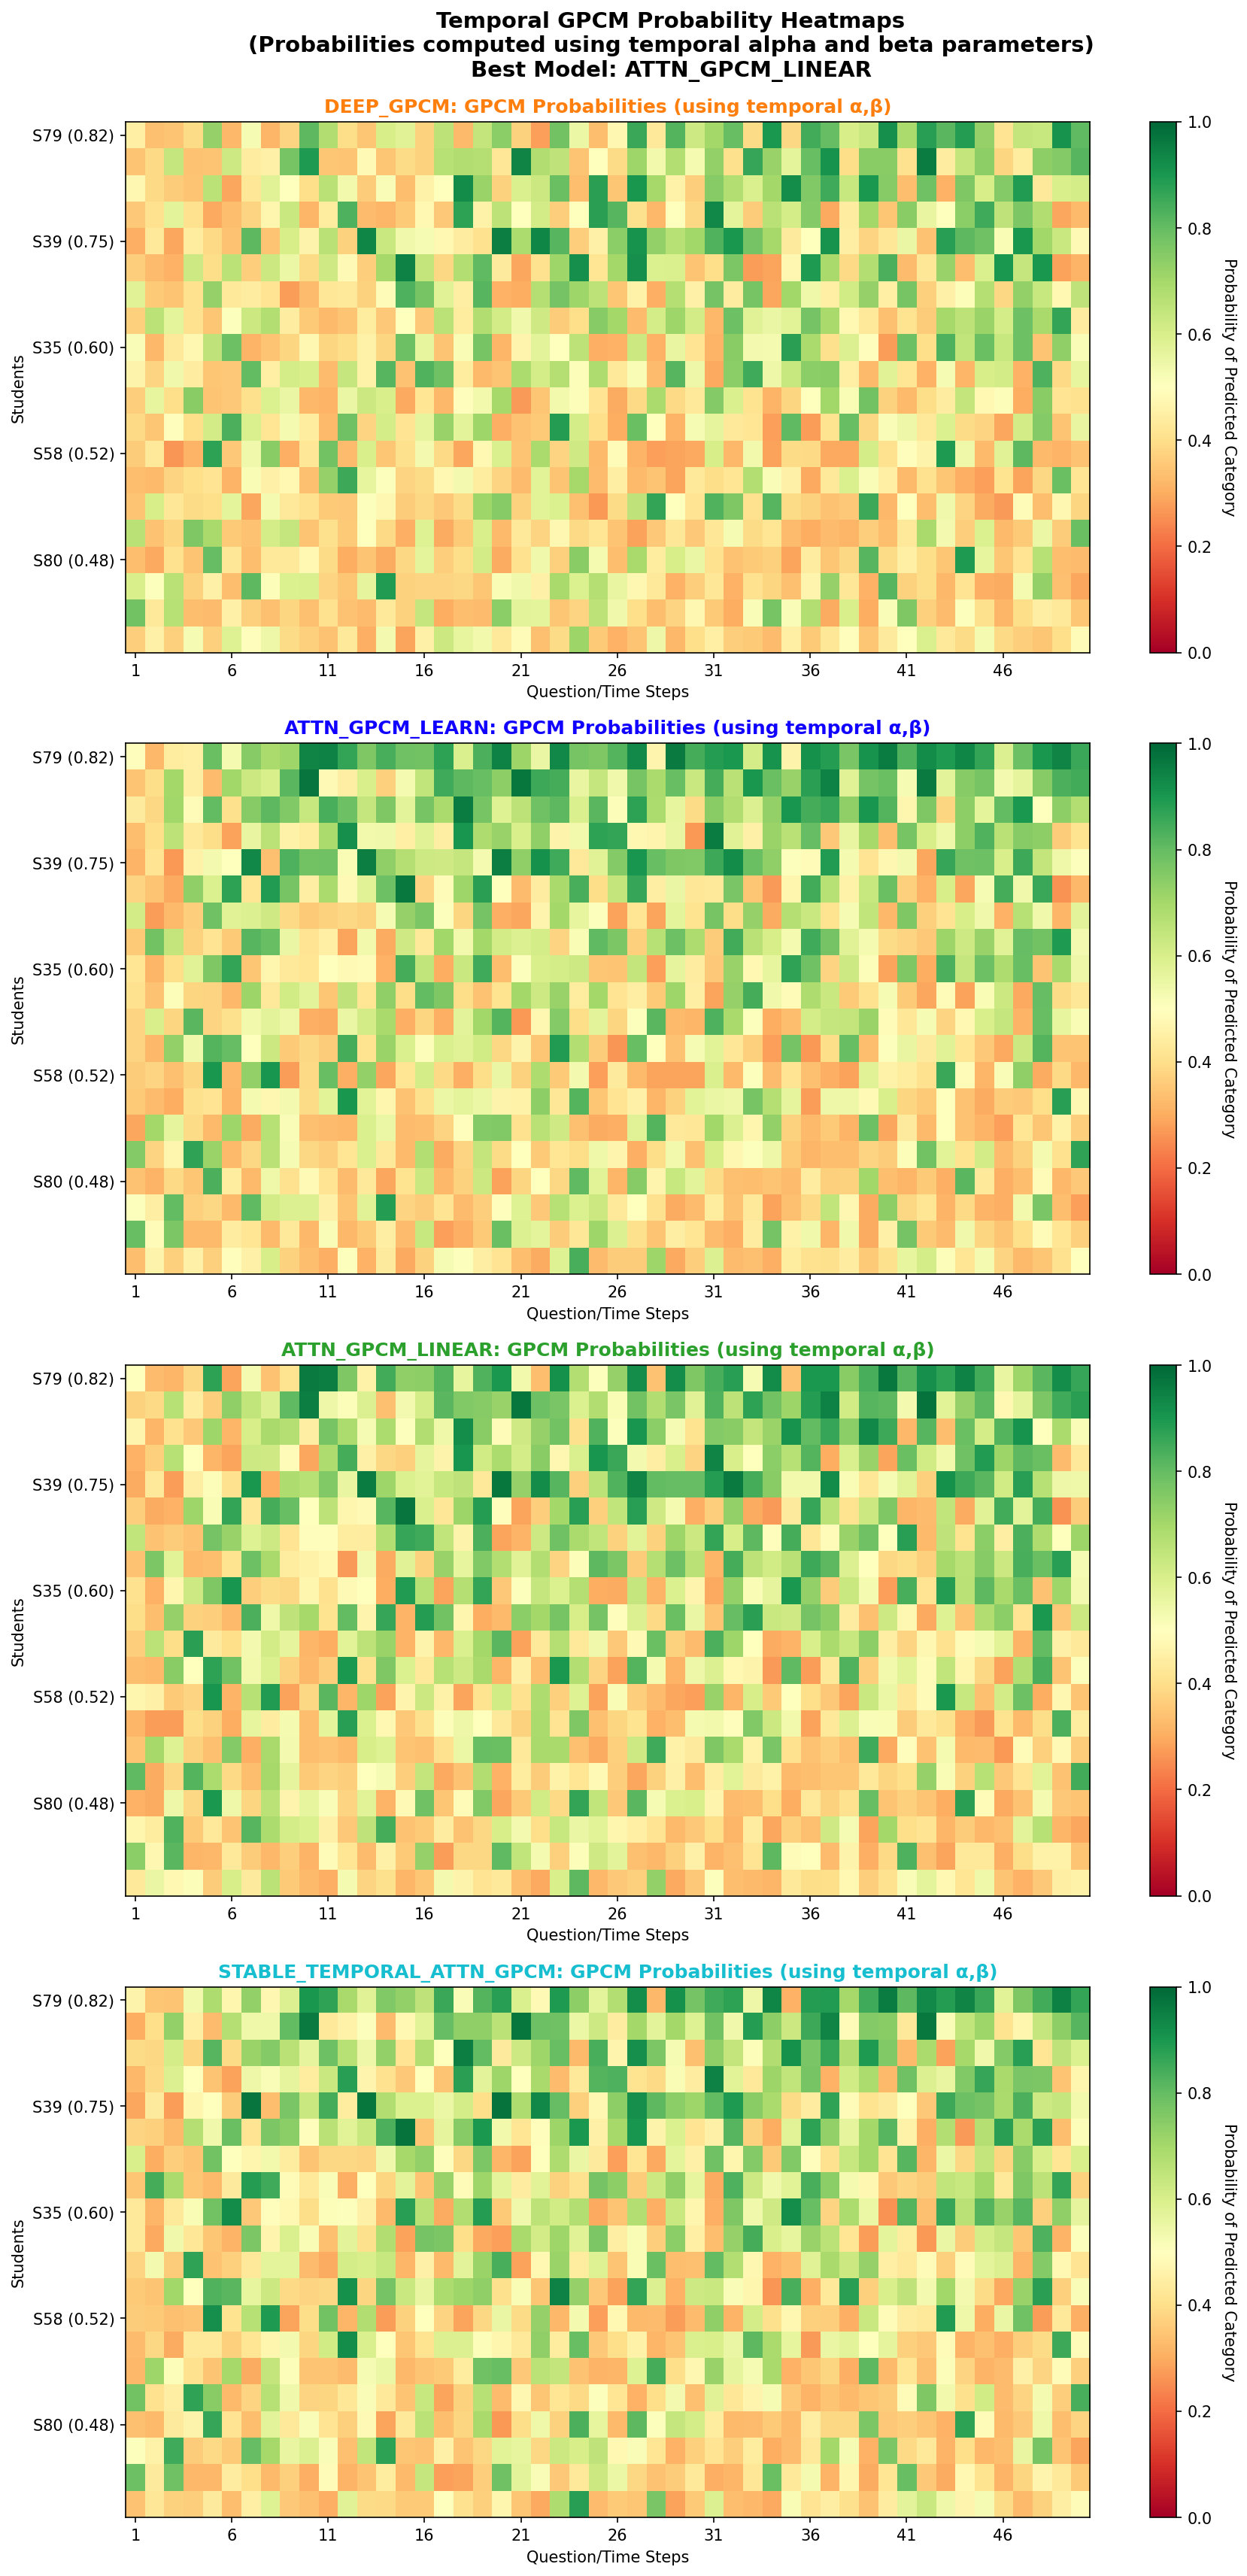 Temporal GPCM Probability Heatmaps
(Probabilities computed using temporal alpha and beta parameters)
Best Model: ATTN_GPCM_LINEAR
DEEP_GPCM: GPCM Probabilities (using temporal α,β)
S79 (0.82)
S39 (0.75)
S35 (0.60)
S58 (0.52)
S80 (0.48)
Students
1 6 11 16 21 26 31 36 41 46
Question/Time Steps
1.0
0.8
0.6
0.4
0.2
0.0
Probability of Predicted Category
ATTN_GPCM_LEARN: GPCM Probabilities (using temporal α,β)
S79 (0.82)
S39 (0.75)
S35 (0.60)
S58 (0.52)
S80 (0.48)
Students
1 6 11 16 21 26 31 36 41 46
Question/Time Steps
1.0
0.8
0.6
0.4
0.2
0.0
Probability of Predicted Category
ATTN_GPCM_LINEAR: GPCM Probabilities (using temporal α,β)
S79 (0.82)
S39 (0.75)
S35 (0.60)
S58 (0.52)
S80 (0.48)
Students
1 6 11 16 21 26 31 36 41 46
Question/Time Steps
1.0
0.8
0.6
0.4
0.2
0.0
Probability of Predicted Category
STABLE_TEMPORAL_ATTN_GPCM: GPCM Probabilities (using temporal α,β)
S79 (0.82)
S39 (0.75)
S35 (0.60)
S58 (0.52)
S80 (0.48)
Students
1 6 11 16 21 26 31 36 41 46
Question/Time Steps
1.0
0.8
0.6
0.4
0.2
0.0
Probability of Predicted Category